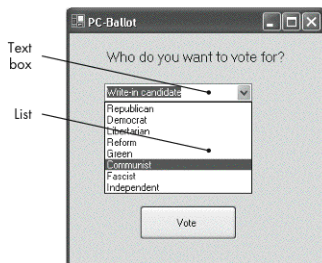 PC-Ballot
Text
box
Who do you want to vote for?
Write-in candidate
List
Republican
Democrat
Libertarian
Reform
Green
Communist
Fascist
Independent
Vote